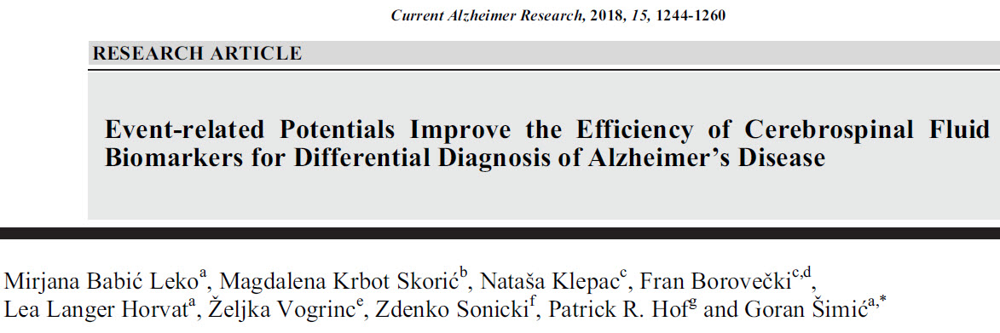 Current Alzheimer Research, 2018, 15, 1244-1260
RESEARCH ARTICLE
Event-related Potentials Improve the Efficiency of Cerebrospinal Fluid
Biomarkers for Differential Diagnosis of Alzheimer’s Disease
Mirjana Babić Lekoa, Magdalena Krbot Skorićb, Nataša Klepacc, Fran Borovečkic,d,
Lea Langer Horvata, Željka Vogrince, Zdenko Sonickif, Patrick R. Hofg and Goran Šimića,*